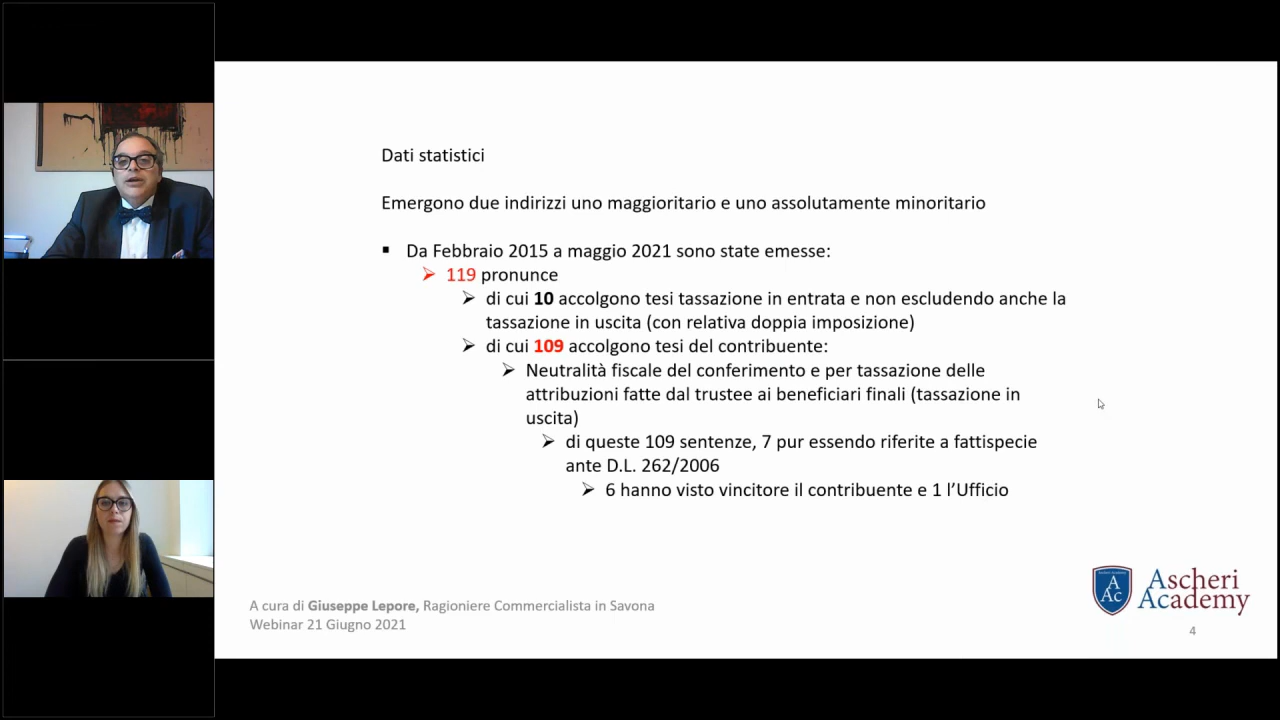 Dati statistici
Emergono due indirizzi uno maggioritario e uno assolutamente minoritario
▪ Da Febbraio 2015 a maggio 2021 sono state emesse:
➢ 119 pronunce
➢ di cui 10 accolgono tesi tassazione in entrata e non escludendo anche la
tassazione in uscita (con relativa doppia imposizione)
➢ di cui 109 accolgono tesi del contribuente:
➢ Neutralità fiscale del conferimento e per tassazione delle
attribuzioni fatte dal trustee ai beneficiari finali (tassazione in
uscita)
➢ di queste 109 sentenze, 7 pur essendo riferite a fattispecie
ante D.L. 262/2006
➢ 6 hanno visto vincitore il contribuente e 1 l’Ufficio
A cura di Giuseppe Lepore, Ragioniere Commercialista in Savona
Webinar 21 Giugno 2021
Ascheri Academy
A
Ac
Ascheri
Academy
4